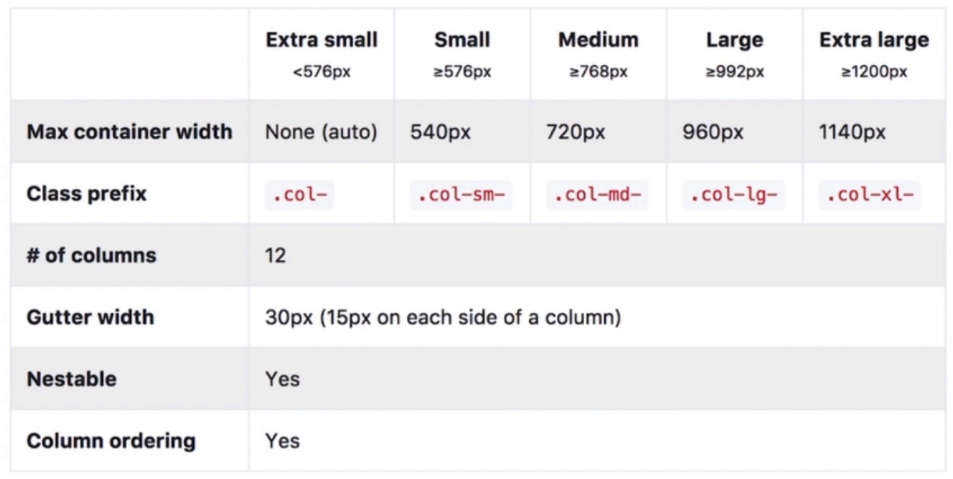 Extra small Small Medium Large Extra large
<576px ≥576px ≥768px ≥992px ≥1200px
Max container width None (auto) 540px 720px 960px 1140px
Class prefix .col- .col-sm- .col-md- .col-lg- .col-xl-
# of columns 12
Gutter width 30px (15px on each side of a column)
Nestable Yes
Column ordering Yes